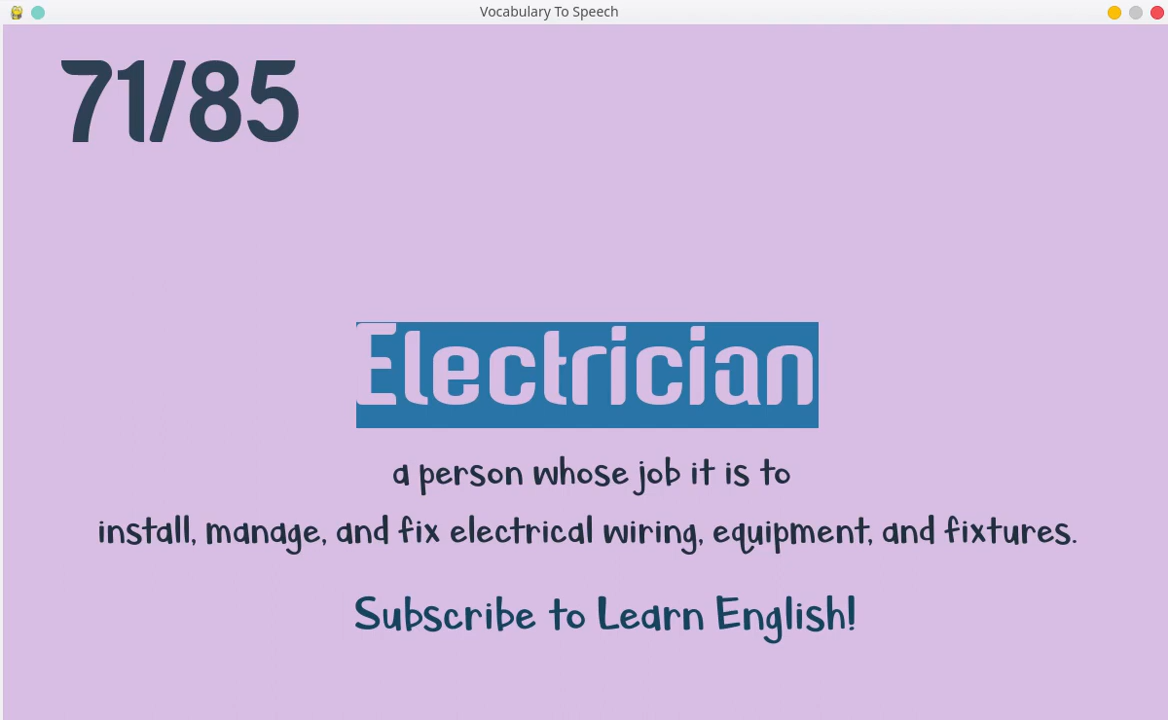 Vocabulary To Speech
71/85
Electrician
a person whose job it is to
install, manage, and fix electrical wiring, equipment, and fixtures.
Subscribe to Learn English!